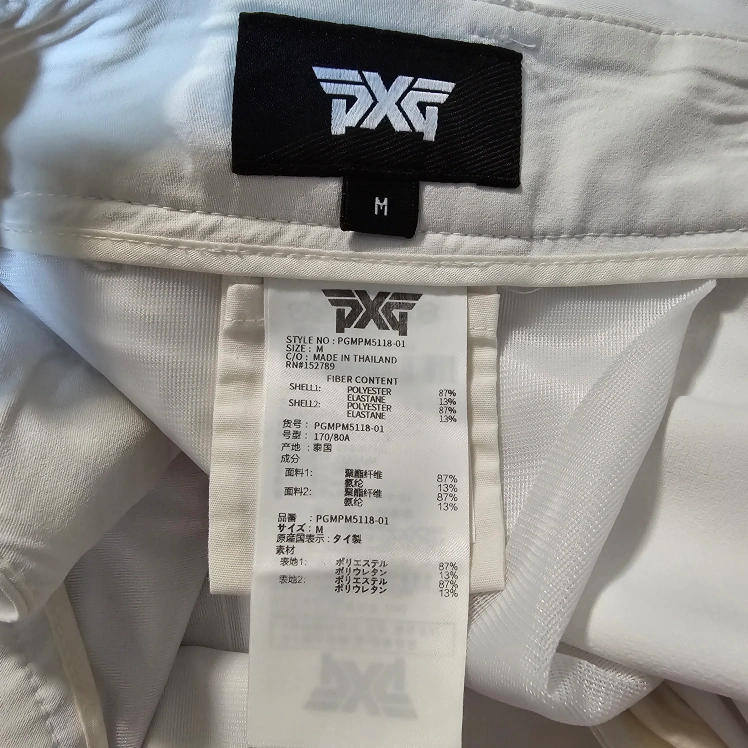 PXG
M
PXG
STYLE NO : PGMPM5118-01
SIZE : M
C/O : MADE IN THAILAND
RN#152789
FIBER CONTENT
SHELL1: POLYESTER 87%
ELASTANE 13%
SHELL2: POLYESTER 87%
ELASTANE 13%
货号 : PGMPM5118-01
号型 : 170/80A
产地 : 泰国
成分
面料1: 聚酯纤维 87%
氨纶 13%
面料2: 聚酯纤维 87%
氨纶 13%
品番 : PGMPM5118-01
サイズ : M
原産国表示 : タイ製
素材
表地1: ポリエステル 87%
ポリウレタン 13%
表地2: ポリエステル 87%
ポリウレタン 13%